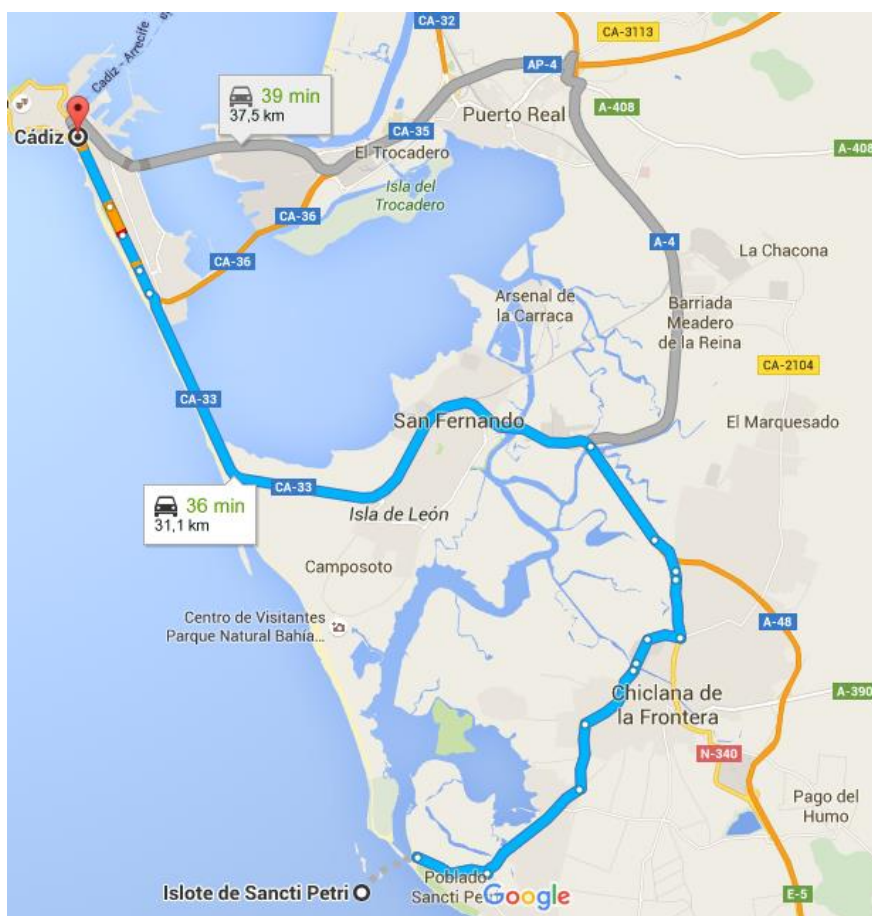 CA-32
CA-3113
Cadiz - Arrecife
AP-4
39 min
37,5 km
Puerto Real
A-408
Cádiz
CA-35
El Trocadero
A-408
Isla del
Trocadero
CA-36
CA-36
A-4
La Chacona
Arsenal de
la Carraca
Barriada
Meadero
de la Reina
CA-2104
CA-33
San Fernando
El Marquesado
CA-33
36 min
31,1 km
Isla de León
Camposoto
Centro de Visitantes
Parque Natural Bahía...
A-48
Chiclana de
la Frontera
A-390
N-340
Pago del
Humo
Islote de Sancti Petri
Poblado
Sancti Pe
Google
E-5